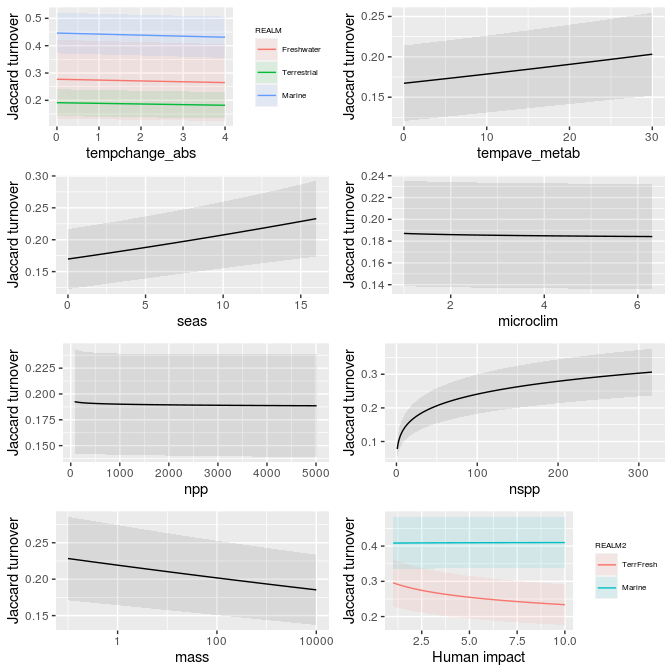 Jaccard turnover
0.5
0.4
0.3
0.2
0 1 2 3 4
tempchange_abs
REALM
Freshwater
Terrestrial
Marine
Jaccard turnover
0.25
0.20
0.15
0 10 20 30
tempave_metab
Jaccard turnover
0.30
0.25
0.20
0.15
0 5 10 15
seas
Jaccard turnover
0.24
0.22
0.20
0.18
0.16
0.14
2 4 6
microclim
Jaccard turnover
0.225
0.200
0.175
0.150
0 1000 2000 3000 4000 5000
npp
Jaccard turnover
0.3
0.2
0.1
0 100 200 300
nspp
Jaccard turnover
0.25
0.20
0.15
1 100 10000
mass
Jaccard turnover
0.4
0.3
0.2
2.5 5.0 7.5 10.0
Human impact
REALM2
TerrFresh
Marine